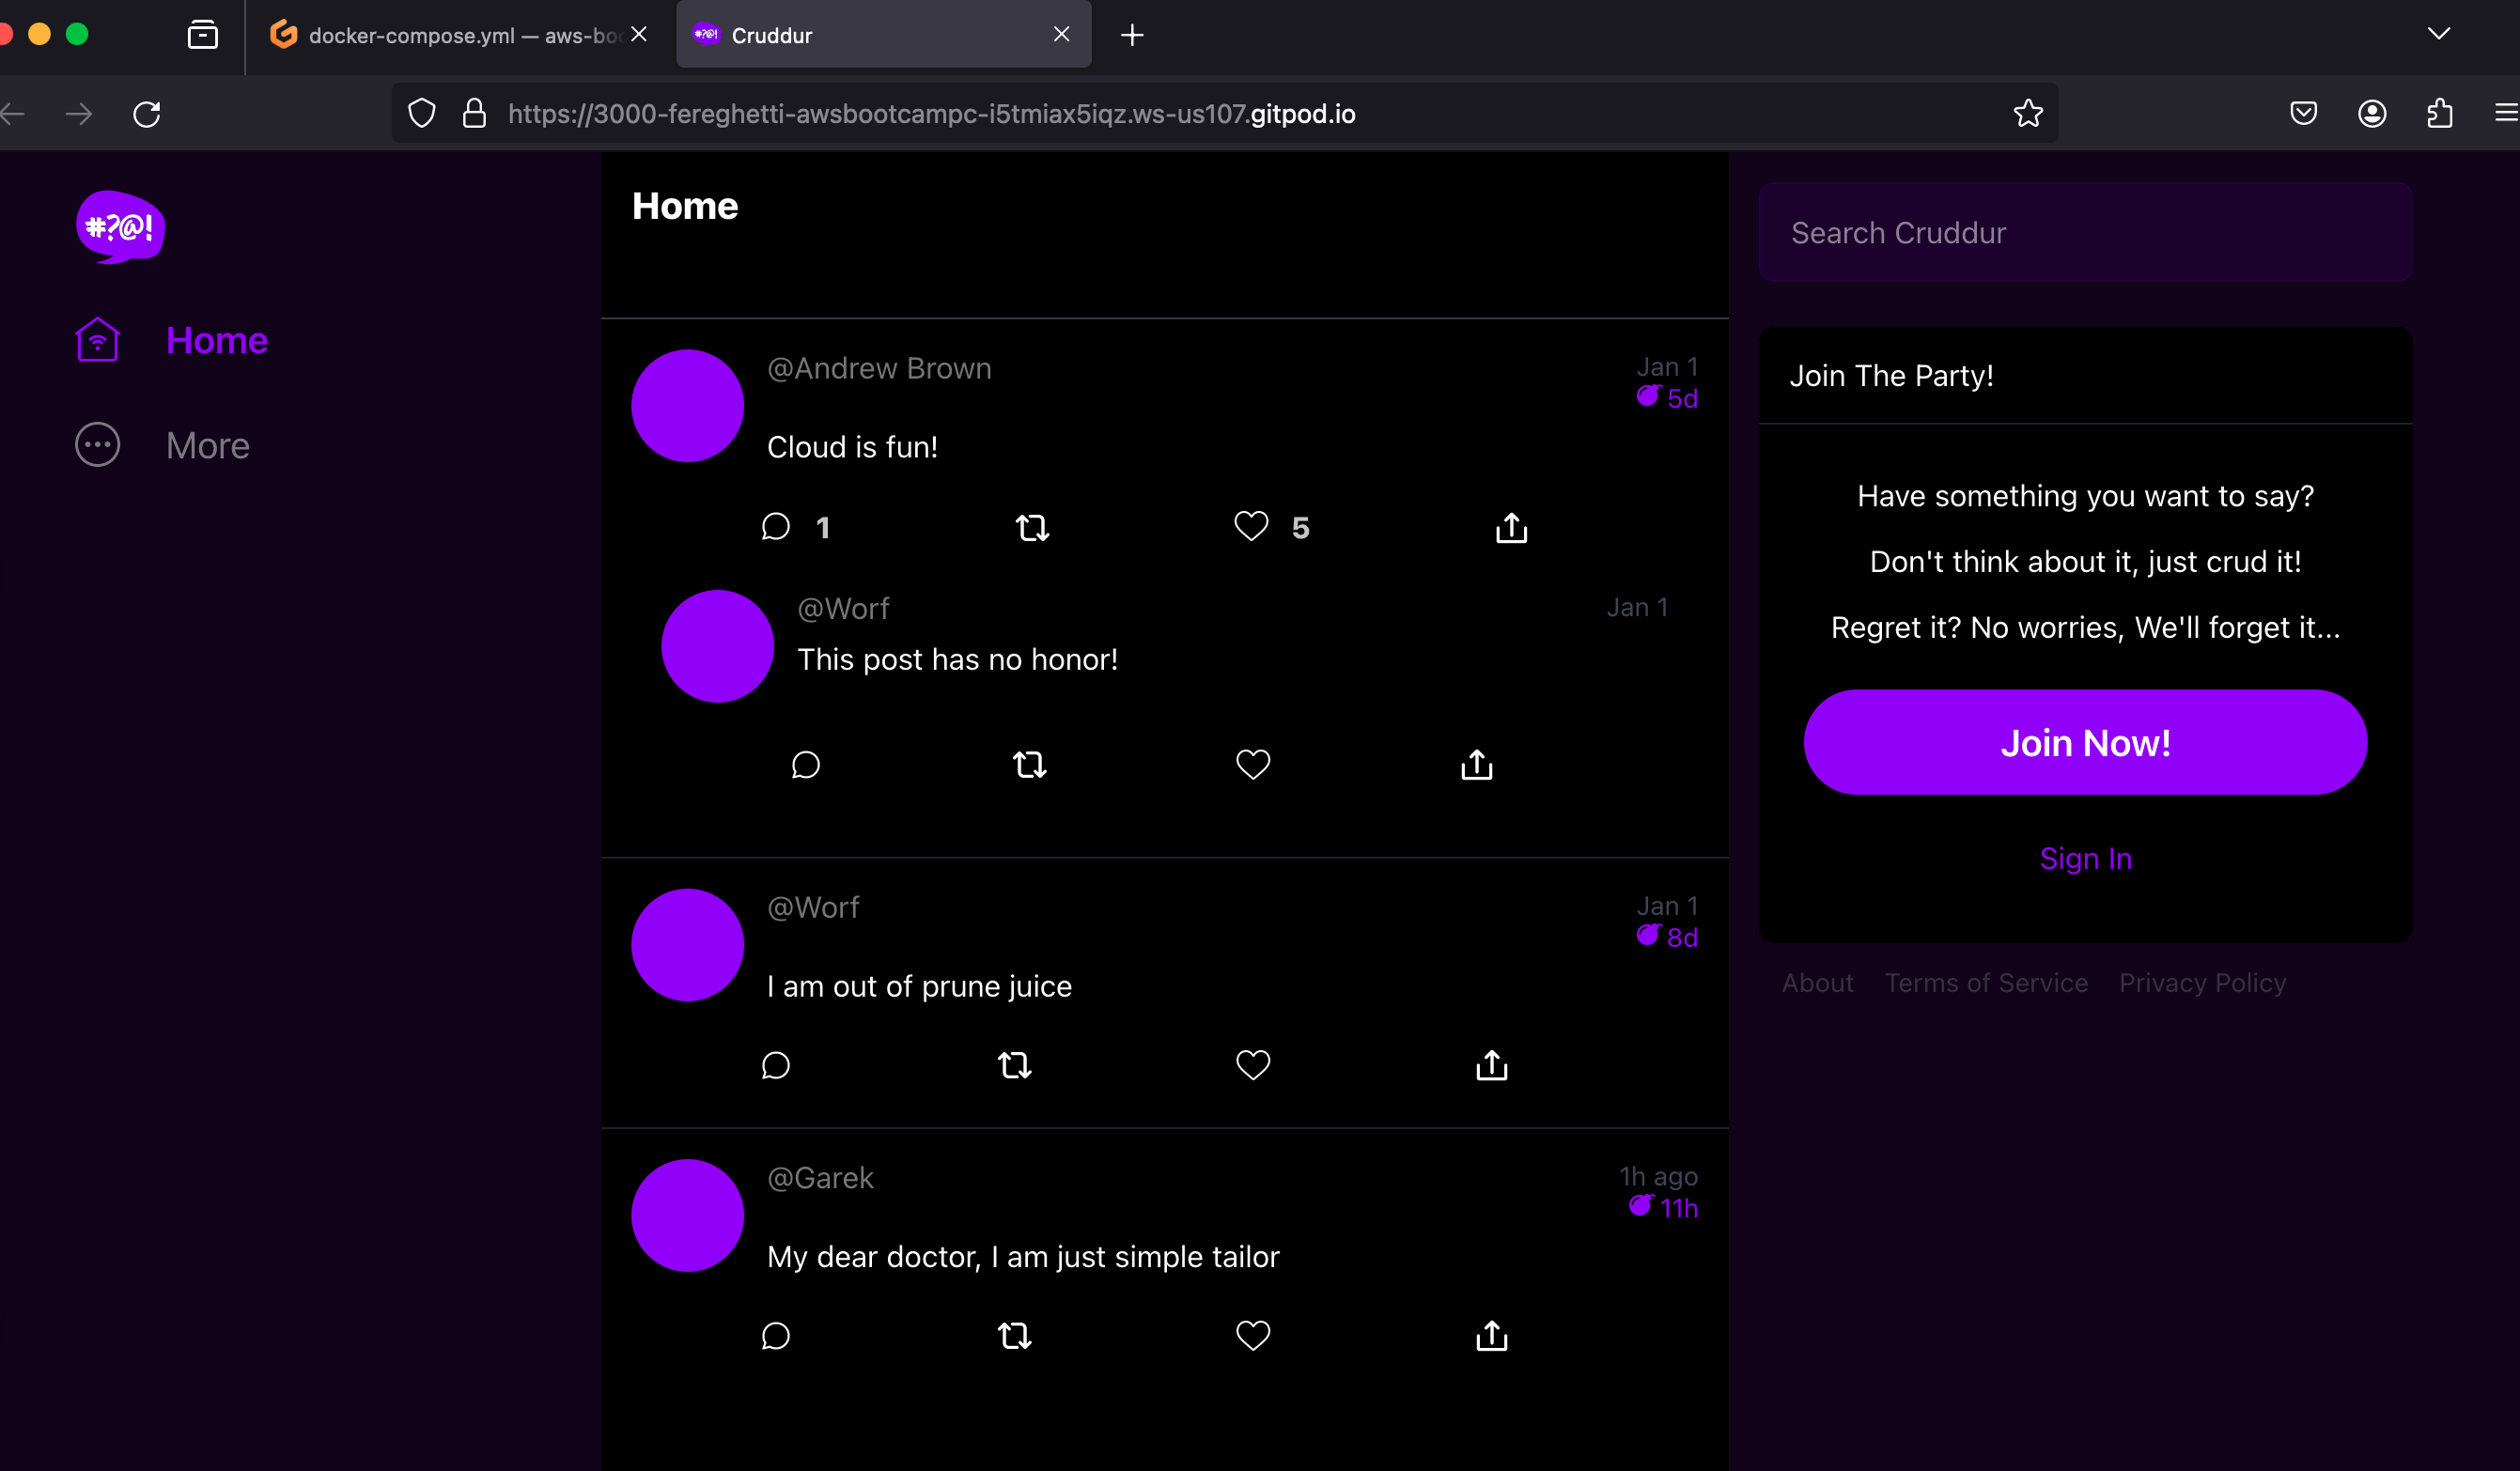 docker-compose.yml — aws-boo
Cruddur
https://3000-fereghetti-awsbootcampc-i5tmiax5iqz.ws-us107.gitpod.io
#?@!
Home
More
Home
@Andrew Brown
Jan 1
5d
Cloud is fun!
1
5
@Worf
Jan 1
This post has no honor!
@Worf
Jan 1
8d
I am out of prune juice
@Garek
1h ago
11h
My dear doctor, I am just simple tailor
Search Cruddur
Join The Party!
Have something you want to say?
Don't think about it, just crud it!
Regret it? No worries, We'll forget it...
Join Now!
Sign In
About Terms of Service Privacy Policy